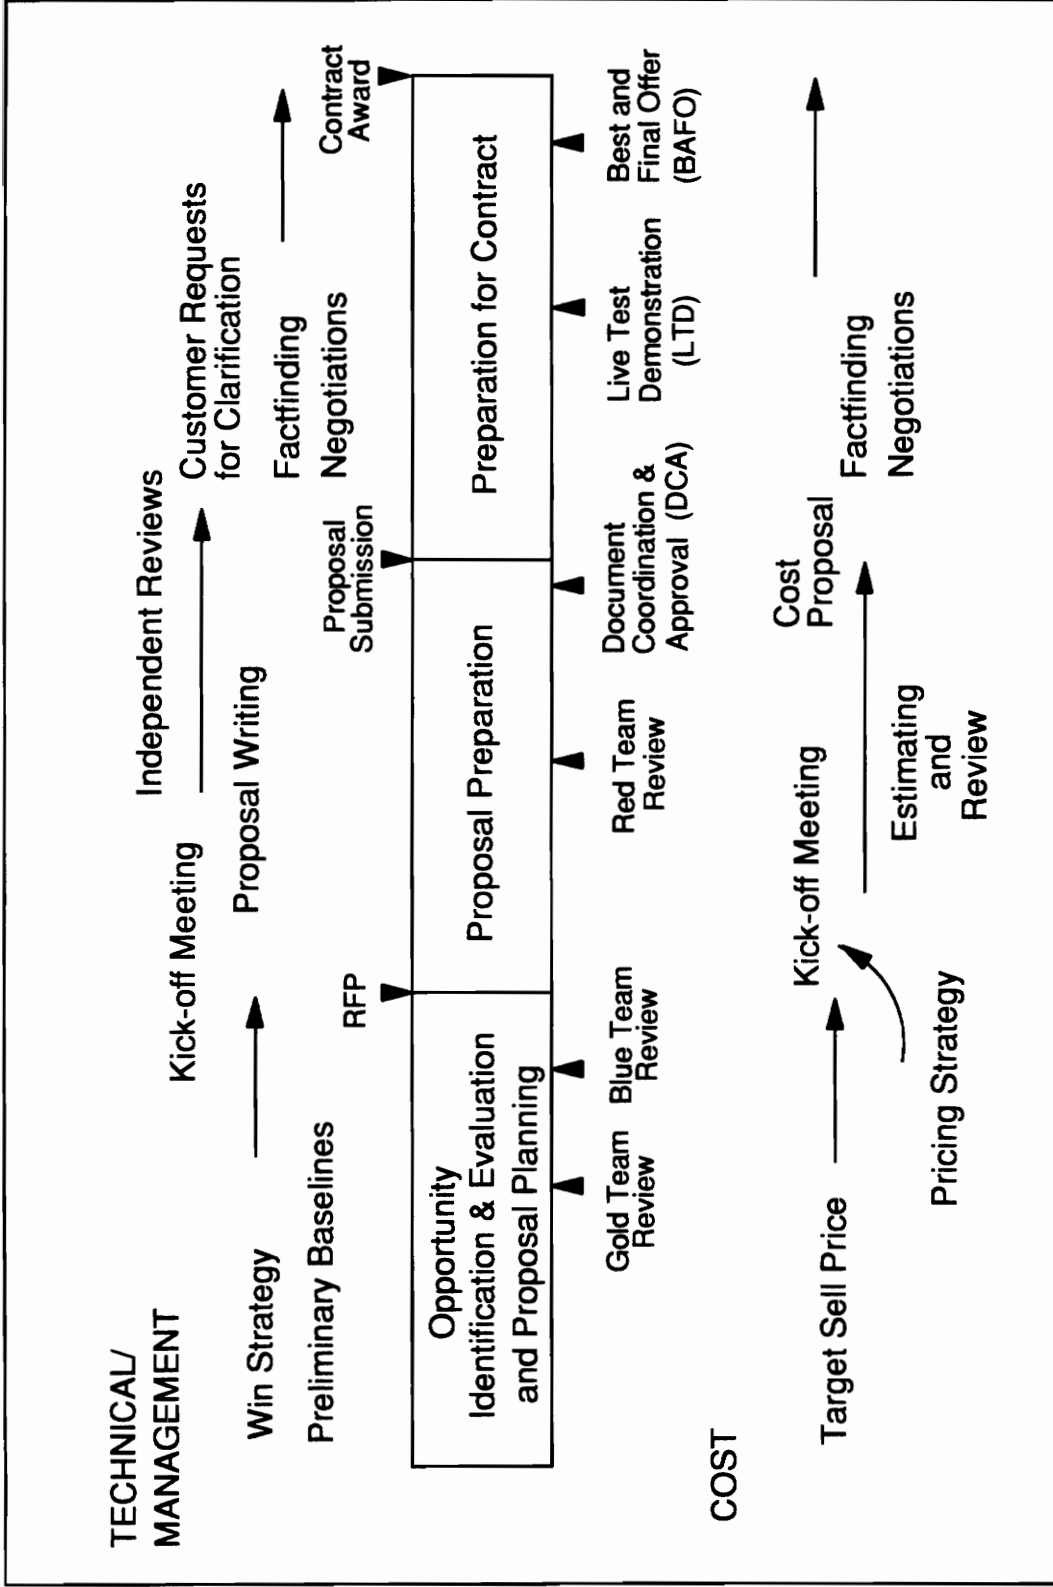 TECHNICAL/
MANAGEMENT
Win Strategy
Preliminary Baselines
Kick-off Meeting
Proposal Writing
Independent Reviews
Customer Requests
for Clarification
Factfinding
Negotiations
RFP
Proposal
Submission
Contract
Award
Opportunity
Identification & Evaluation
and Proposal Planning
Proposal Preparation
Preparation for Contract
Gold Team
Review
Blue Team
Review
Red Team
Review
Document
Coordination &
Approval (DCA)
Live Test
Demonstration
(LTD)
Best and
Final Offer
(BAFO)
COST
Target Sell Price
Pricing Strategy
Kick-off Meeting
Estimating
and
Review
Cost
Proposal
Factfinding
Negotiations